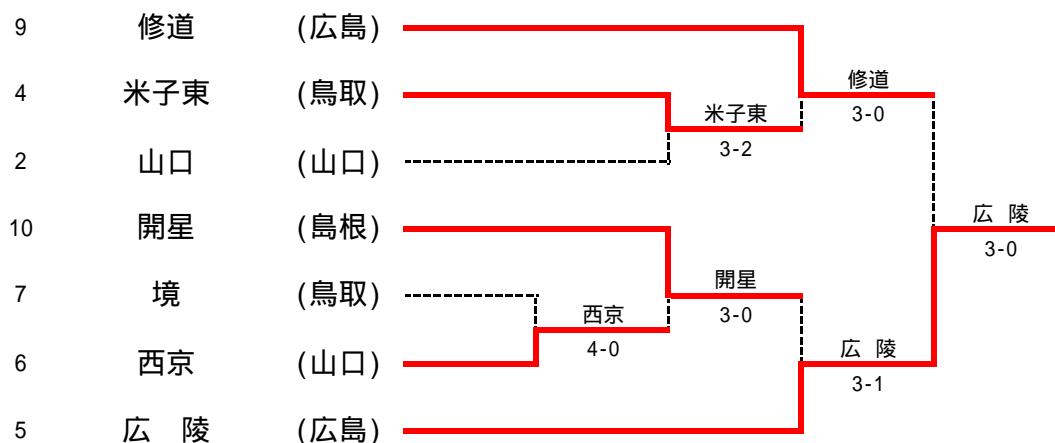 9 修道 (広島)
4 米子東 (鳥取)
2 山口 (山口)
10 開星 (島根)
7 境 (鳥取)
6 西京 (山口)
5 広 陵 (広島)
米子東
3-2
西京
4-0
開星
3-0
修道
3-0
広 陵
3-1
広 陵
3-0